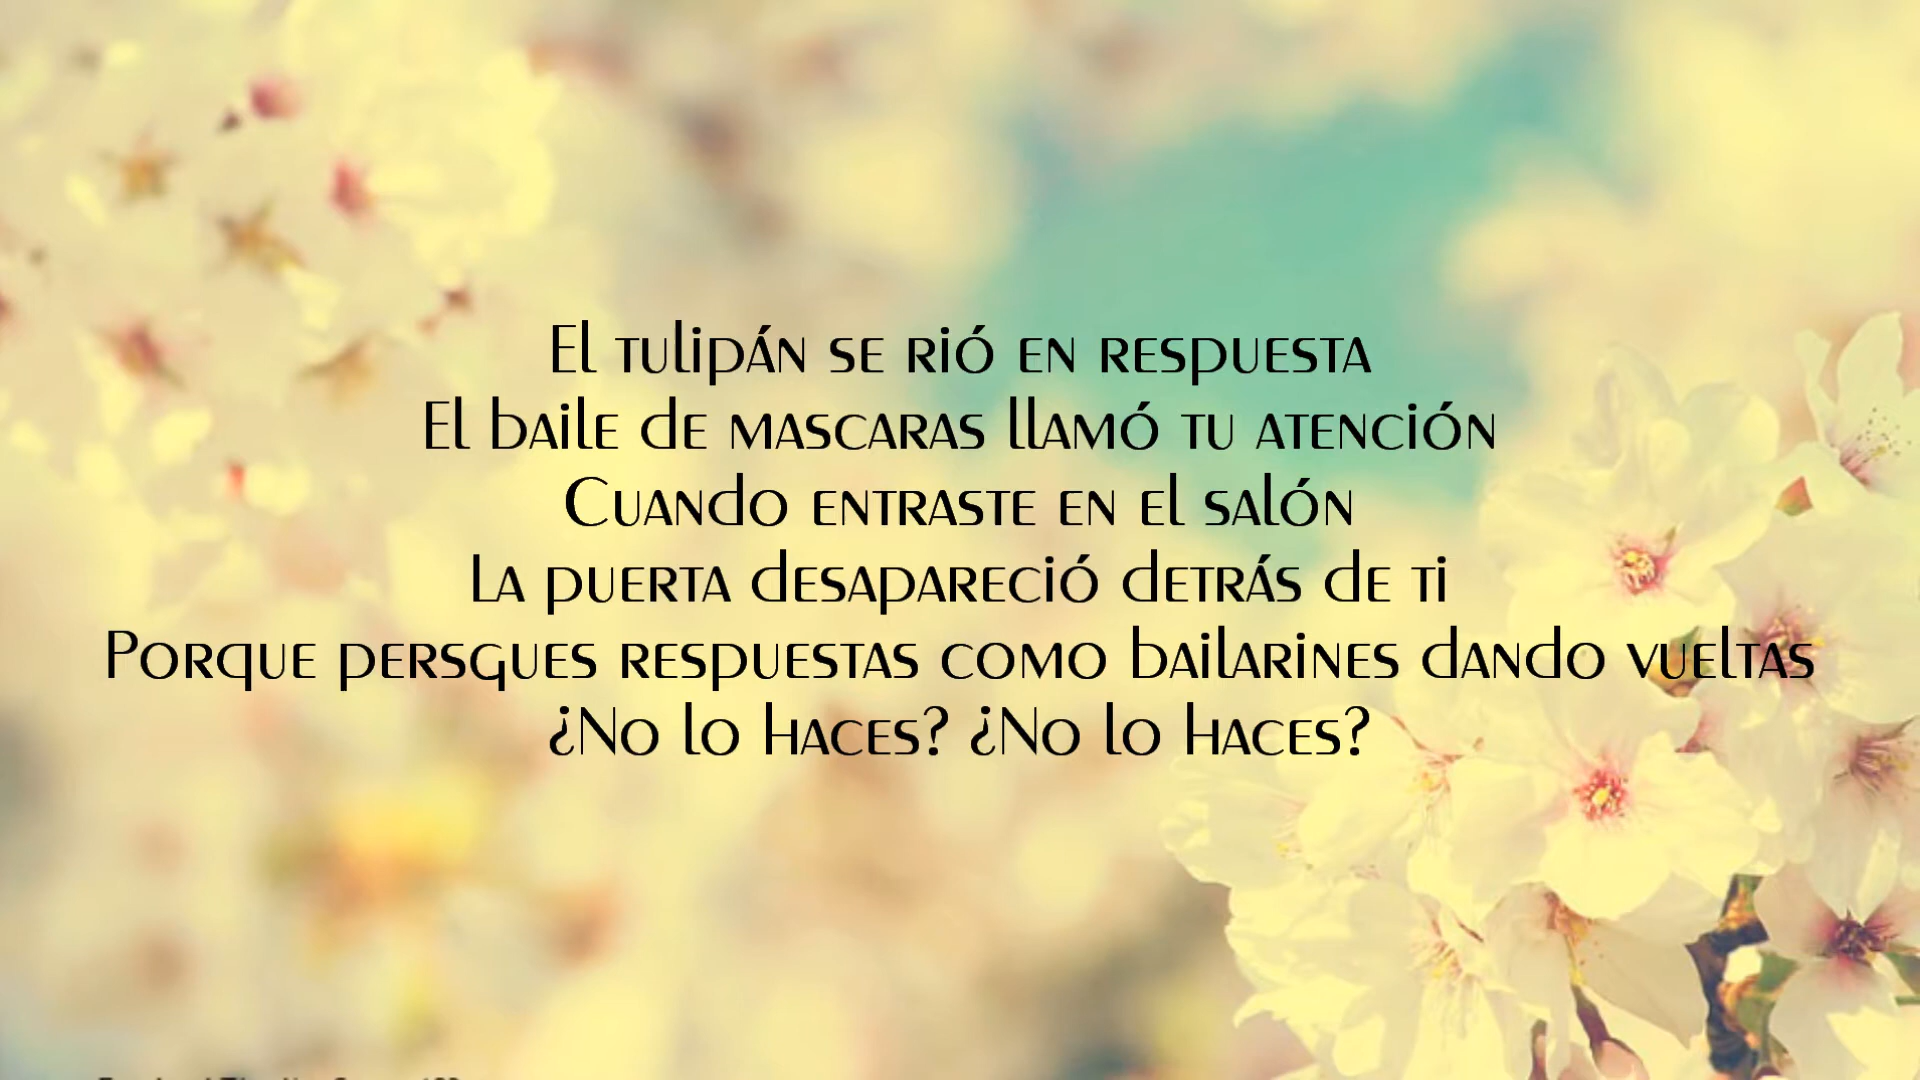 El tulipán se rió en respuesta
El baile de mascaras llamó tu atención
Cuando entraste en el salón
La puerta desapareció detrás de ti
Porque persgues respuestas como bailarines dando vueltas
¿No lo haces? ¿No lo haces?